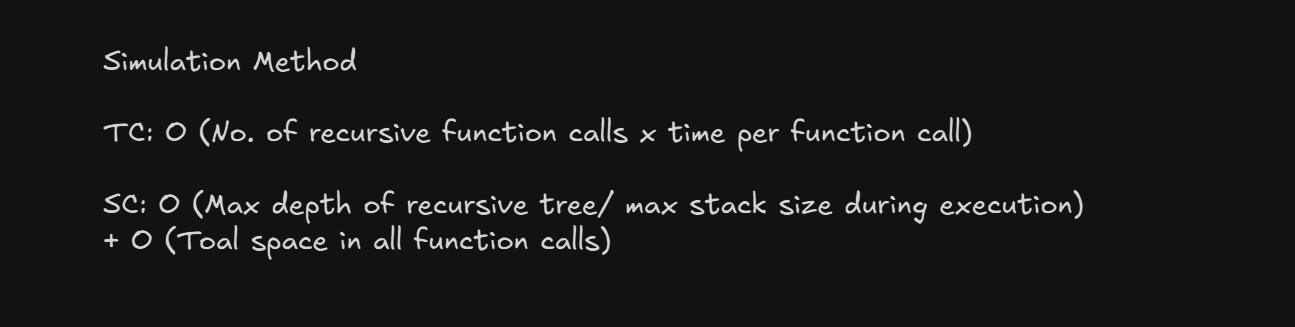 Simulation Method
TC: O (No. of recursive function calls x time per function call)
SC: O (Max depth of recursive tree/ max stack size during execution)
+ O (Toal space in all function calls)